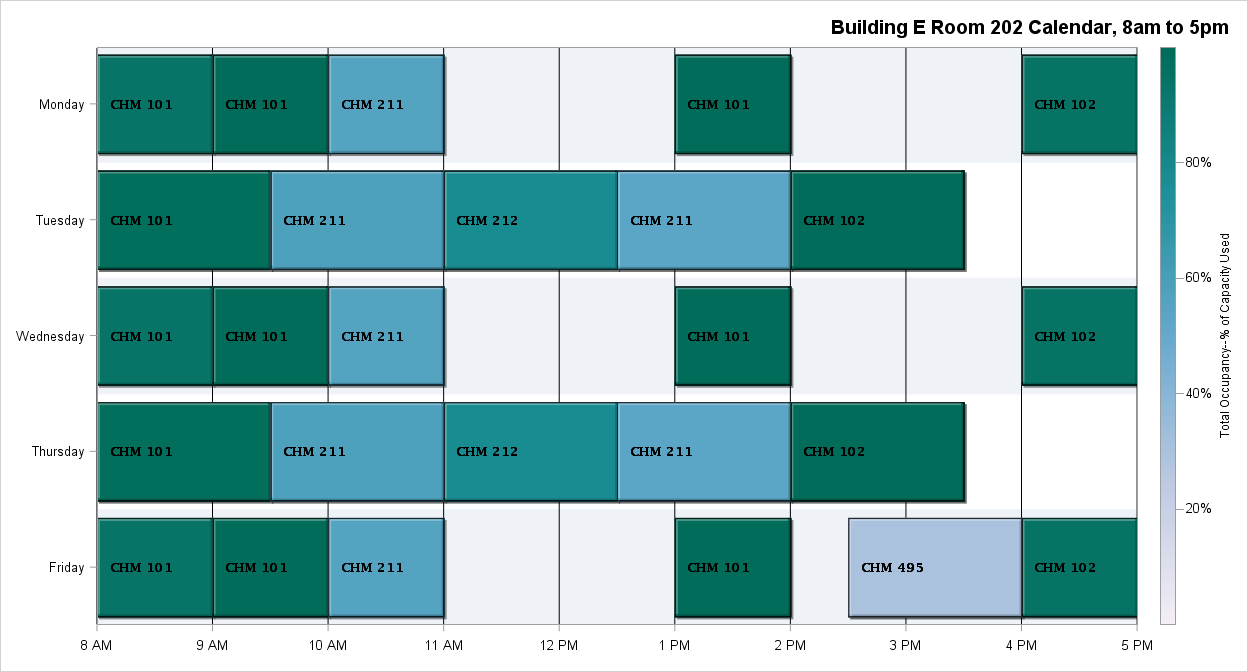 Building E Room 202 Calendar, 8am to 5pm
Monday
CHM 101
CHM 101
CHM 211
CHM 101
CHM 102
Tuesday
CHM 101
CHM 211
CHM 212
CHM 211
CHM 102
Wednesday
CHM 101
CHM 101
CHM 211
CHM 101
CHM 102
Thursday
CHM 101
CHM 211
CHM 212
CHM 211
CHM 102
Friday
CHM 101
CHM 101
CHM 211
CHM 101
CHM 495
CHM 102
8 AM
9 AM
10 AM
11 AM
12 PM
1 PM
2 PM
3 PM
4 PM
5 PM
80%
60%
40%
20%
Total Occupancy--% of Capacity Used